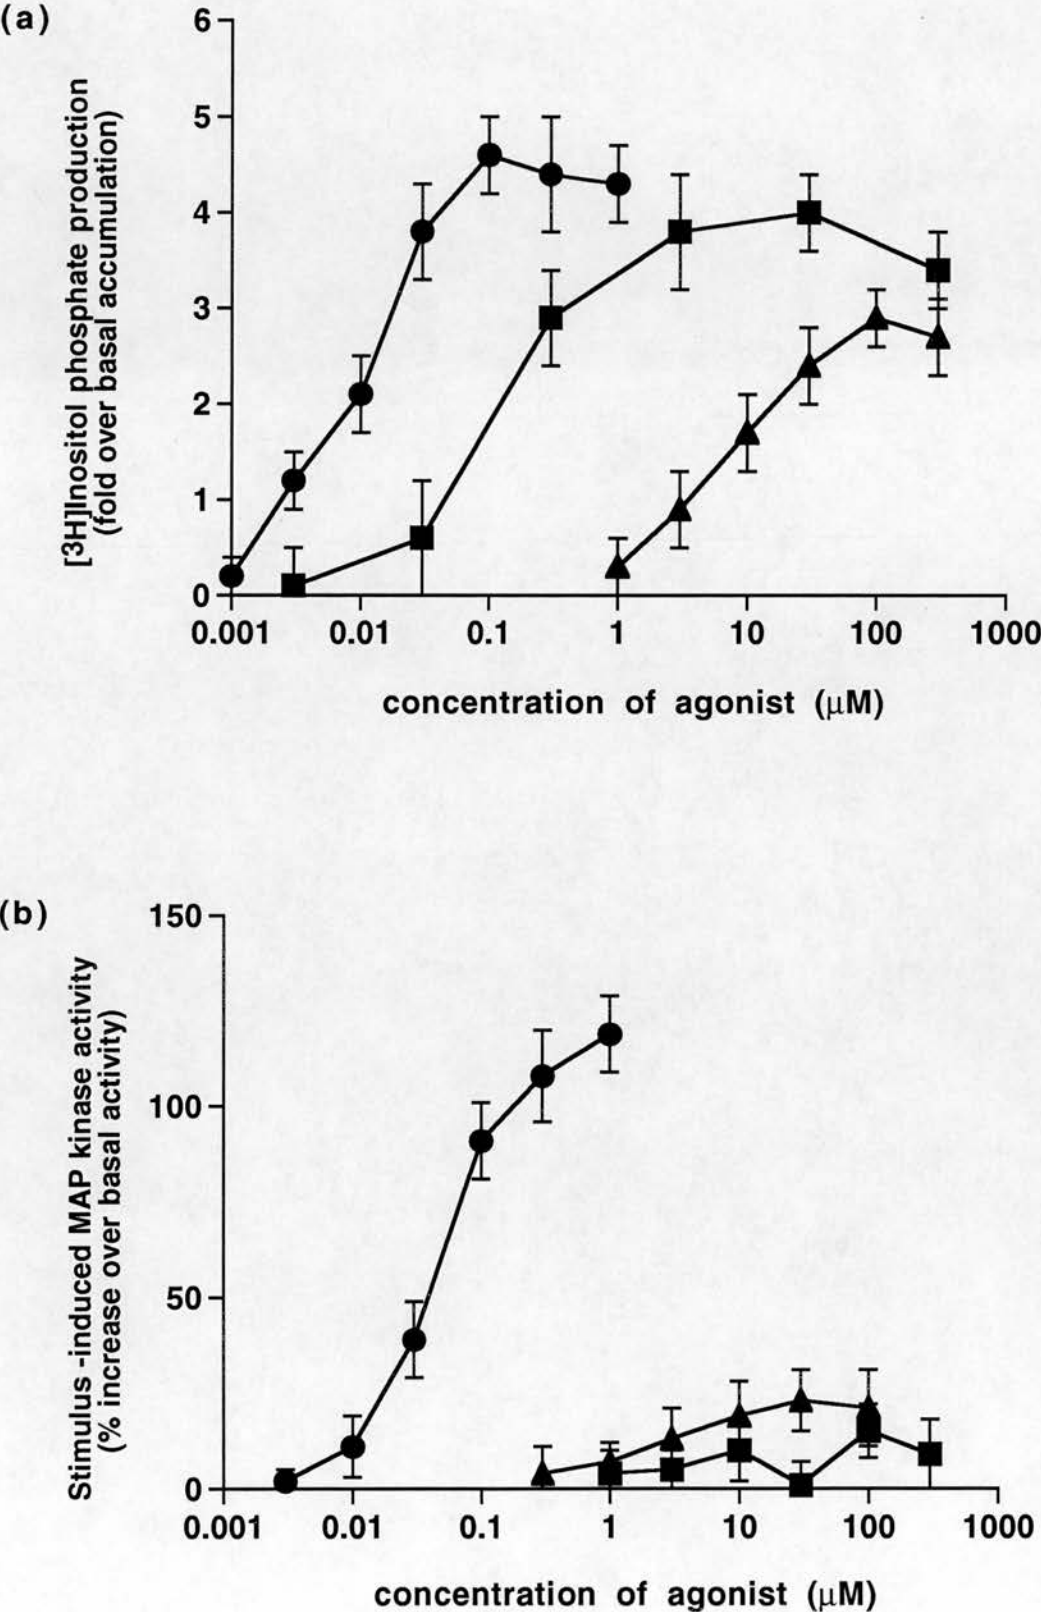 (a)
6
5
4
3
2
1
0
[3H]Inositol phosphate production
(fold over basal accumulation)
0.001 0.01 0.1 1 10 100 1000
concentration of agonist (µM)
(b)
150
100
50
0
Stimulus -induced MAP kinase activity
(% increase over basal activity)
0.001 0.01 0.1 1 10 100 1000
concentration of agonist (µM)